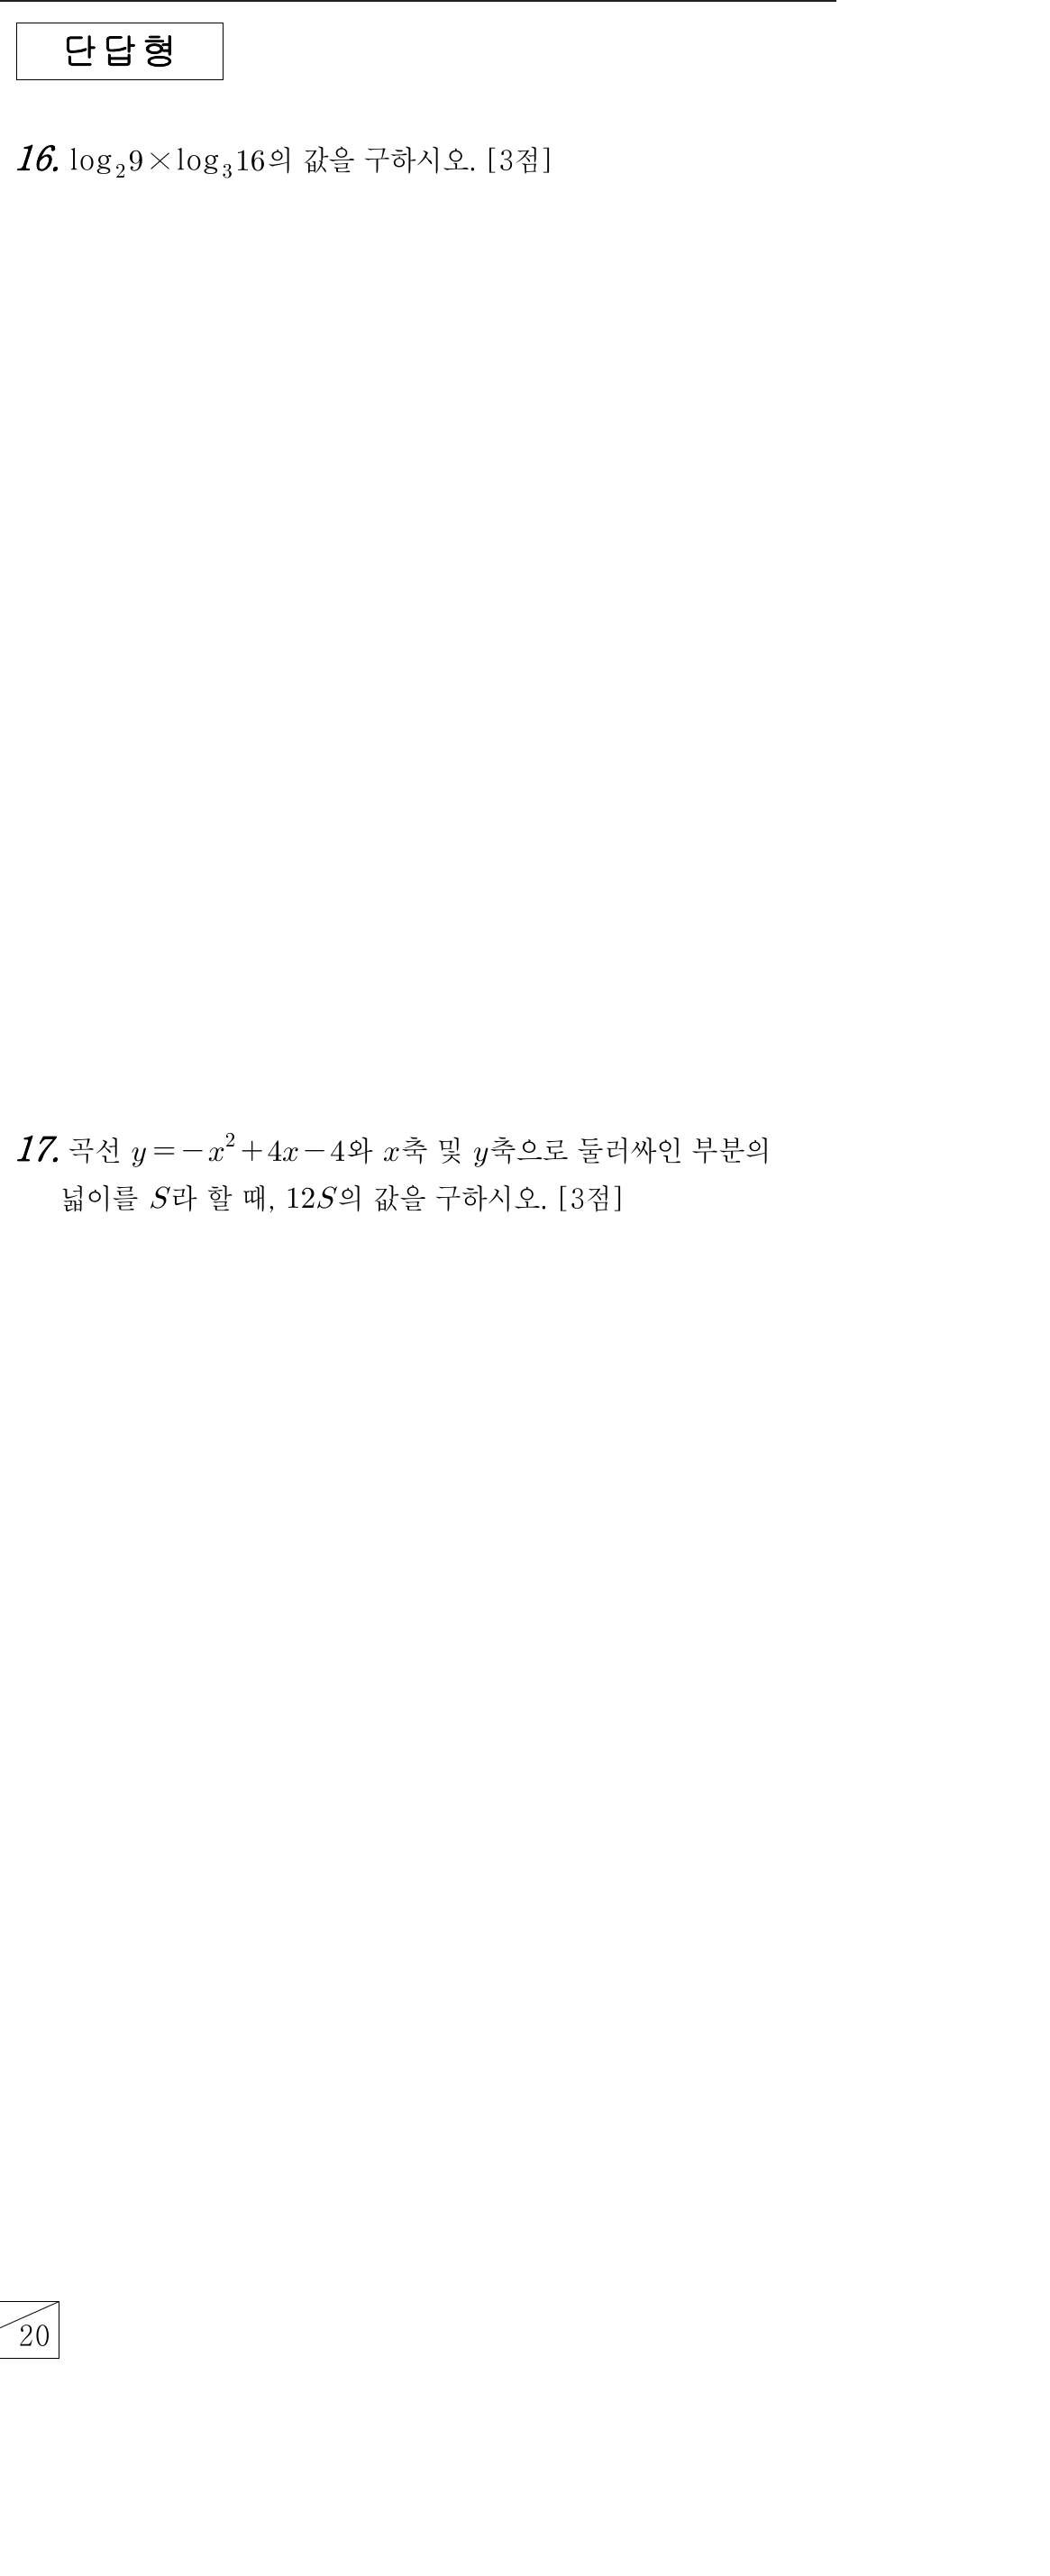 단답형
16. log₂9×log₃16의 값을 구하시오. [3점]
17. 곡선 y=−x²+4x−4와 x축 및 y축으로 둘러싸인 부분의
넓이를 S라 할 때, 12S의 값을 구하시오. [3점]
20